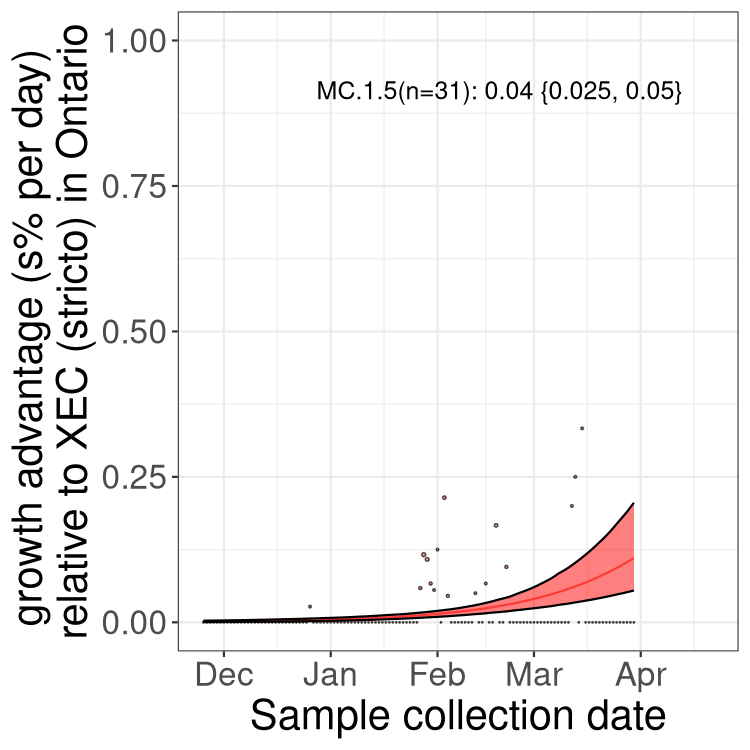 growth advantage (s% per day)
relative to XEC (stricto) in Ontario
1.00
MC.1.5(n=31): 0.04 {0.025, 0.05}
0.75
0.50
0.25
0.00
Dec Jan Feb Mar Apr
Sample collection date